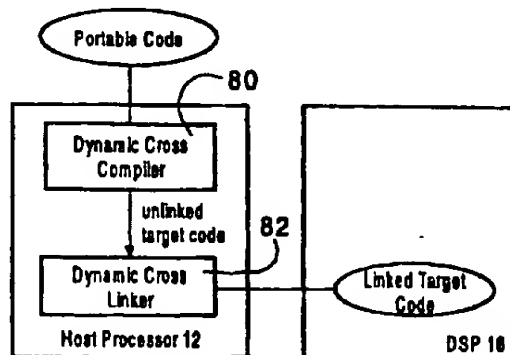 Portable Code
80
Dynamic Cross
Compiler
unlinked
target code
82
Dynamic Cross
Linker
Linked Target
Code
Host Processor 12
DSP 16